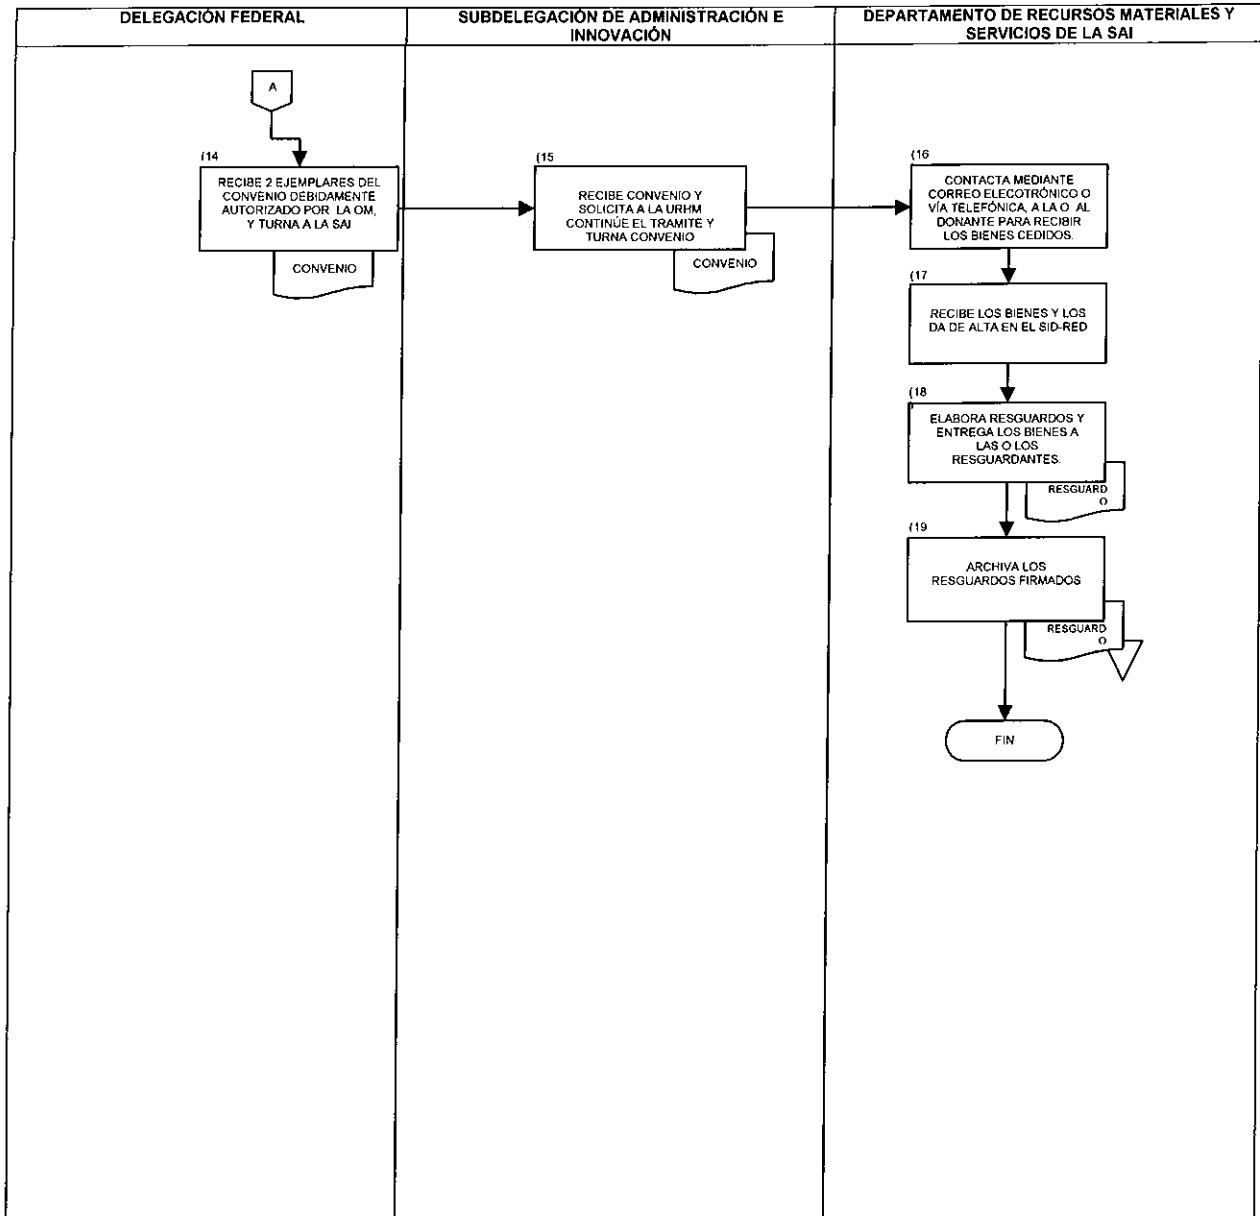 DELEGACIÓN FEDERAL
SUBDELEGACIÓN DE ADMINISTRACIÓN E
INNOVACIÓN
DEPARTAMENTO DE RECURSOS MATERIALES Y
SERVICIOS DE LA SAI
A
(14
RECIBE 2 EJEMPLARES DEL
CONVENIO DEBIDAMENTE
AUTORIZADO POR LA OM,
Y TURNA A LA SAI
CONVENIO
(15
RECIBE CONVENIO Y
SOLICITA A LA URHM
CONTINÚE EL TRAMITE Y
TURNA CONVENIO
CONVENIO
(16
CONTACTA MEDIANTE
CORREO ELECOTRÓNICO O
VÍA TELEFÓNICA, A LA O AL
DONANTE PARA RECIBIR
LOS BIENES CEDIDOS.
(17
RECIBE LOS BIENES Y LOS
DA DE ALTA EN EL SID-RED
(18
ELABORA RESGUARDOS Y
ENTREGA LOS BIENES A
LAS O LOS
RESGUARDANTES.
RESGUARD
O
(19
ARCHIVA LOS
RESGUARDOS FIRMADOS
RESGUARD
O
FIN